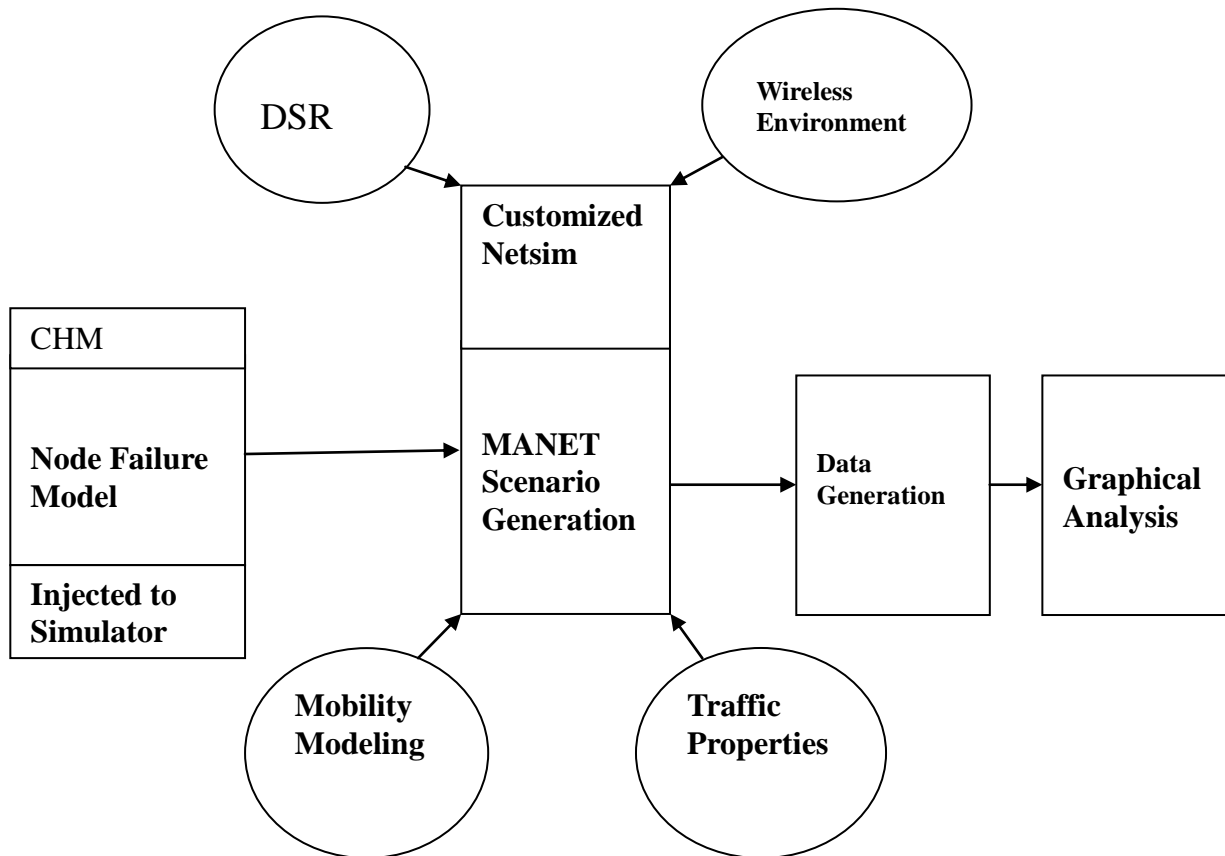 DSR
Wireless
Environment
Customized
Netsim
CHM
Node Failure
Model
Injected to
Simulator
MANET
Scenario
Generation
Data
Generation
Graphical
Analysis
Mobility
Modeling
Traffic
Properties